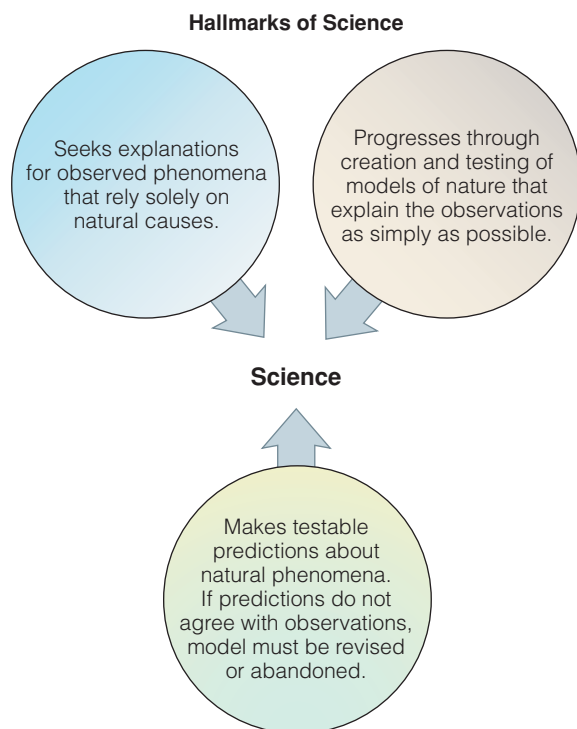 Hallmarks of Science
Seeks explanations
for observed phenomena
that rely solely on
natural causes.
Progresses through
creation and testing of
models of nature that
explain the observations
as simply as possible.
Science
Makes testable
predictions about
natural phenomena.
If predictions do not
agree with observations,
model must be revised
or abandoned.